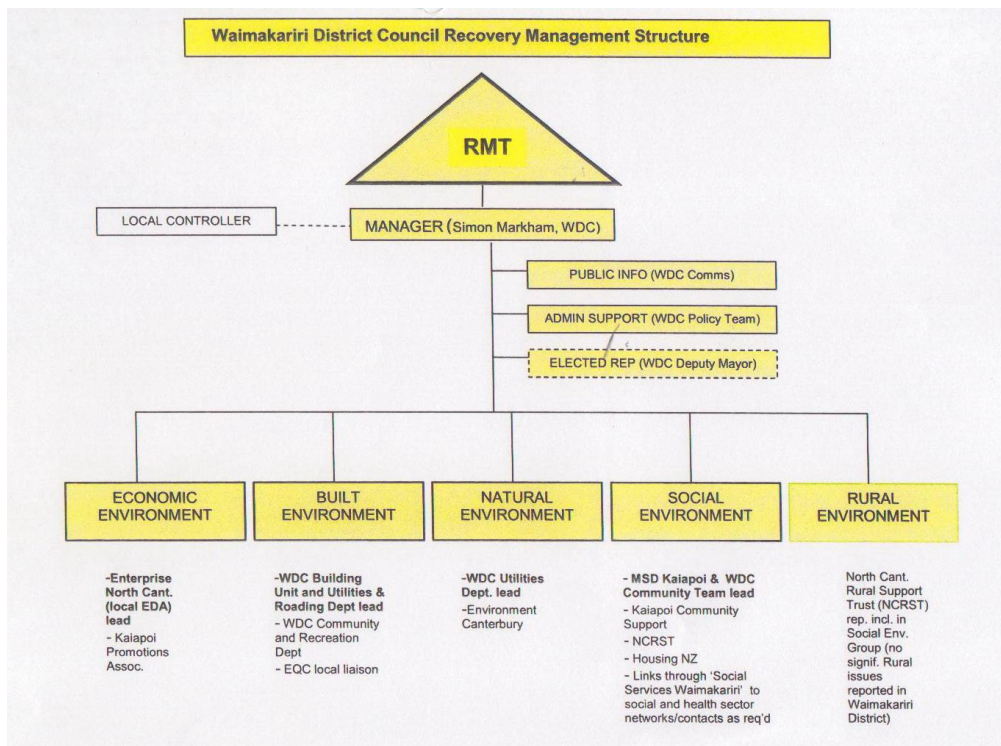 Waimakariri District Council Recovery Management Structure
RMT
LOCAL CONTROLLER
MANAGER (Simon Markham, WDC)
PUBLIC INFO (WDC Comms)
ADMIN SUPPORT (WDC Policy Team)
ELECTED REP (WDC Deputy Mayor)
ECONOMIC
ENVIRONMENT
BUILT
ENVIRONMENT
NATURAL
ENVIRONMENT
SOCIAL
ENVIRONMENT
RURAL
ENVIRONMENT
-Enterprise
North Cant.
(local EDA)
lead
- Kaiapoi
Promotions
Assoc.
-WDC Building
Unit and Utilities &
Roading Dept lead
- WDC Community
and Recreation
Dept
- EQC local liaison
-WDC Utilities
Dept. lead
-Environment
Canterbury
- MSD Kaiapoi & WDC
Community Team lead
- Kaiapoi Community
Support
- NCRST
- Housing NZ
- Links through 'Social
Services Waimakariri' to
social and health sector
networks/contacts as req'd
North Cant.
Rural Support
Trust (NCRST)
rep. incl. in
Social Env.
Group (no
signif. Rural
issues
reported in
Waimakariri
District)